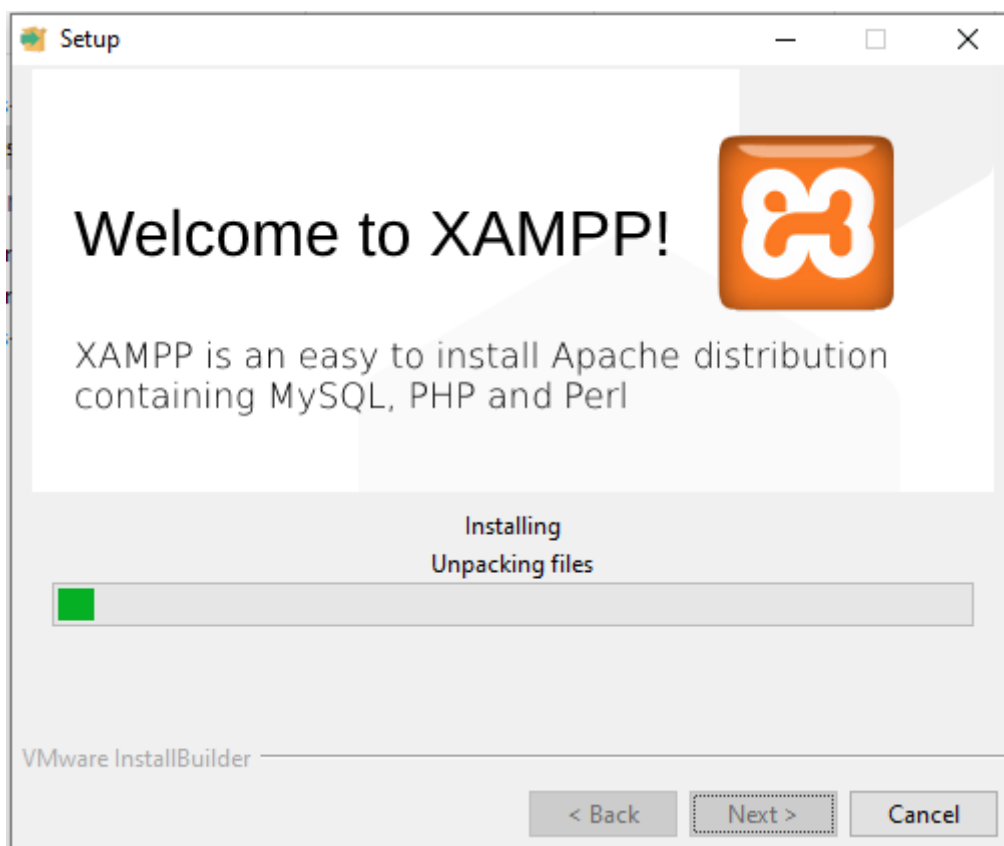 Setup
Welcome to XAMPP!
XAMPP is an easy to install Apache distribution
containing MySQL, PHP and Perl
Installing
Unpacking files
VMware InstallBuilder
< Back
Next >
Cancel